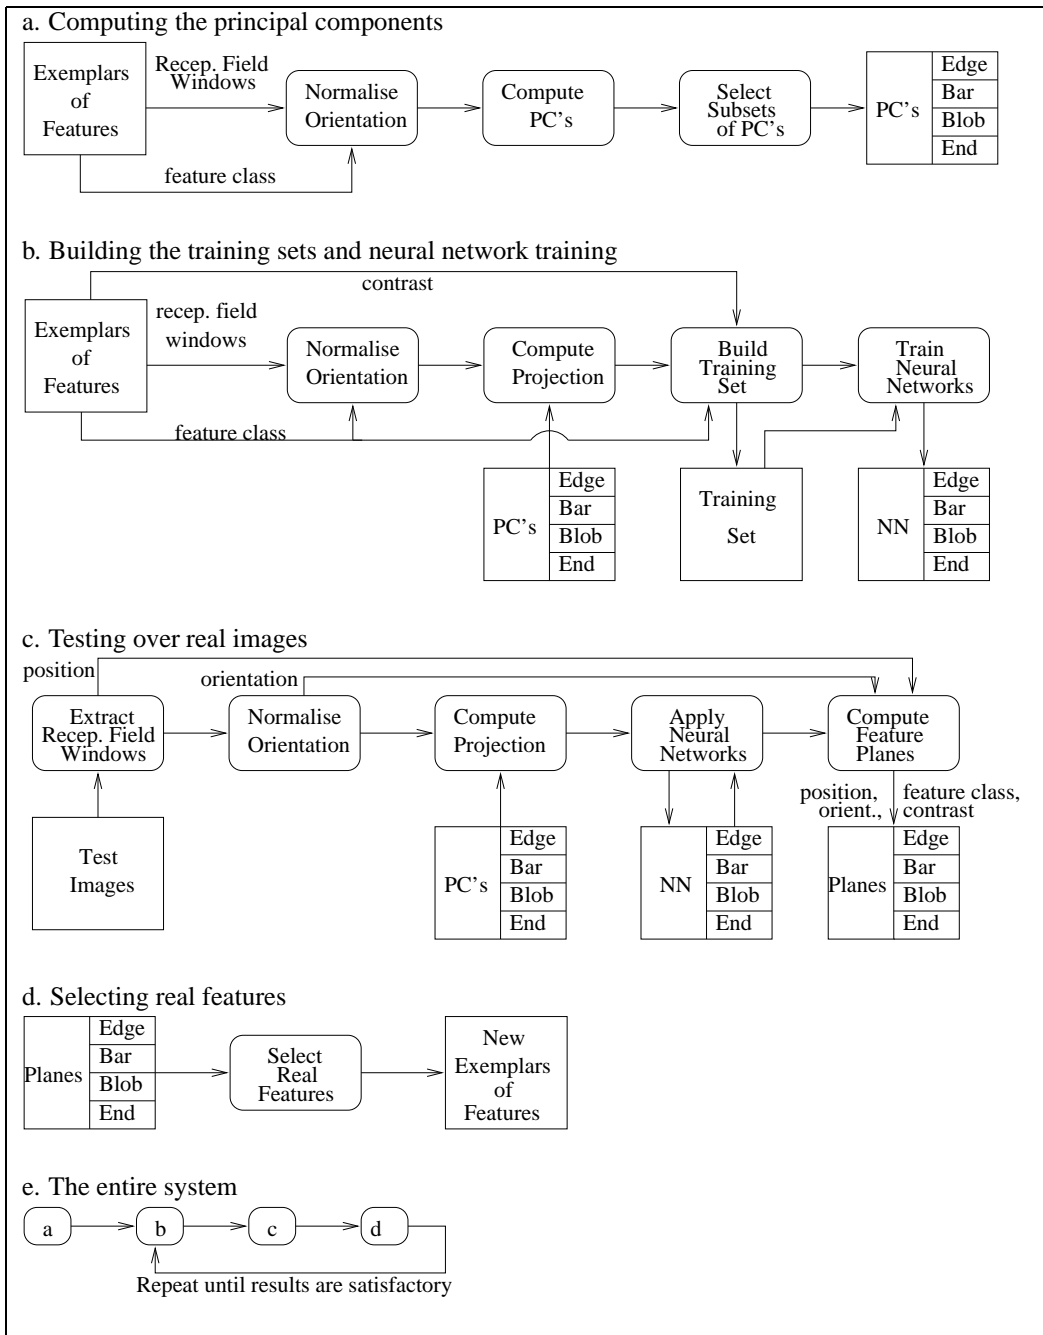 a. Computing the principal components
Exemplars
of
Features
Recep. Field
Windows
feature class
Normalise
Orientation
Compute
PC's
Select
Subsets
of PC's
PC's
Edge
Bar
Blob
End
b. Building the training sets and neural network training
contrast
Exemplars
of
Features
recep. field
windows
feature class
Normalise
Orientation
Compute
Projection
Build
Training
Set
Train
Neural
Networks
PC's
Edge
Bar
Blob
End
Training
Set
NN
Edge
Bar
Blob
End
c. Testing over real images
position
orientation
Extract
Recep. Field
Windows
Normalise
Orientation
Compute
Projection
Apply
Neural
Networks
Compute
Feature
Planes
position,
orient.,
feature class,
contrast
Test
Images
PC's
Edge
Bar
Blob
End
NN
Edge
Bar
Blob
End
Planes
Edge
Bar
Blob
End
d. Selecting real features
Planes
Edge
Bar
Blob
End
Select
Real
Features
New
Exemplars
of
Features
e. The entire system
a
b
c
d
Repeat until results are satisfactory